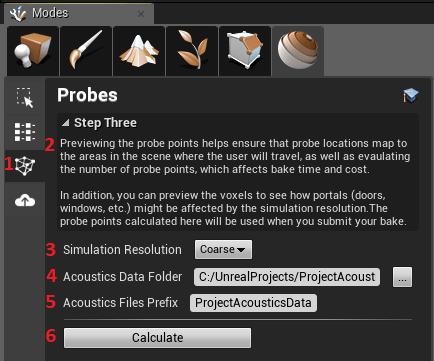 Modes
Probes
Step Three
1
2 Previewing the probe points helps ensure that probe locations map to
the areas in the scene where the user will travel, as well as evaulating
the number of probe points, which affects bake time and cost.
In addition, you can preview the voxels to see how portals (doors,
windows, etc.) might be affected by the simulation resolution.The
probe points calculated here will be used when you submit your bake.
3 Simulation Resolution Coarse
4 Acoustics Data Folder C:/UnrealProjects/ProjectAcoust ...
5 Acoustics Files Prefix ProjectAcousticsData
6 Calculate